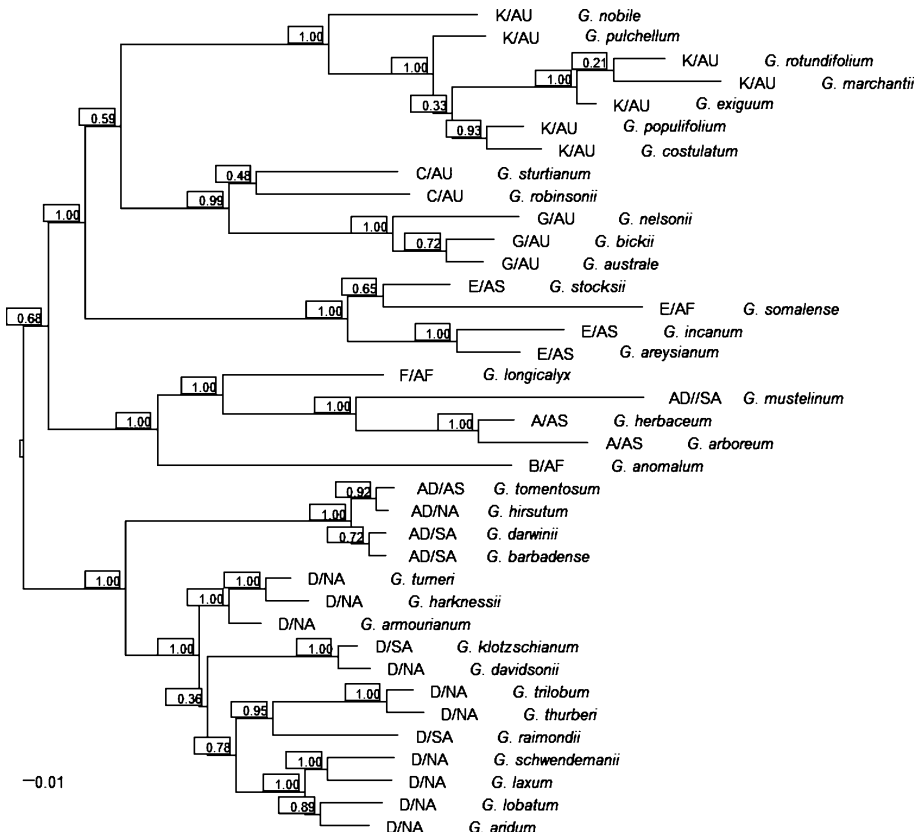 K/AU G. nobile
1.00
K/AU G. pulchellum
0.21 K/AU G. rotundifolium
1.00 1.00
K/AU G. marchantii
0.33 K/AU G. exiguum
0.59
0.93 K/AU G. populifolium
K/AU G. costulatum
0.48 C/AU G. sturtianum
0.99 C/AU G. robinsonii
1.00 1.00 G/AU G. nelsonii
0.72 G/AU G. bickii
G/AU G. australe
0.65 E/AS G. stocksii
0.68 1.00 E/AF G. somalense
1.00 E/AS G. incanum
E/AS G. areysianum
1.00 F/AF G. longicalyx
1.00 AD//SA G. mustelinum
1.00 1.00 A/AS G. herbaceum
A/AS G. arboreum
B/AF G. anomalum
0.92 AD/AS G. tomentosum
1.00 AD/NA G. hirsutum
0.72 AD/SA G. darwinii
AD/SA G. barbadense
1.00 1.00 D/NA G. turneri
1.00 D/NA G. harknessii
D/NA G. armourianum
1.00 1.00 D/SA G. klotzschianum
D/NA G. davidsonii
0.36 1.00 D/NA G. trilobum
0.95 D/NA G. thurberi
D/SA G. raimondii
0.78
1.00 D/NA G. schwendemanii
0.01 1.00 D/NA G. laxum
0.89 D/NA G. lobatum
D/NA G. aridum